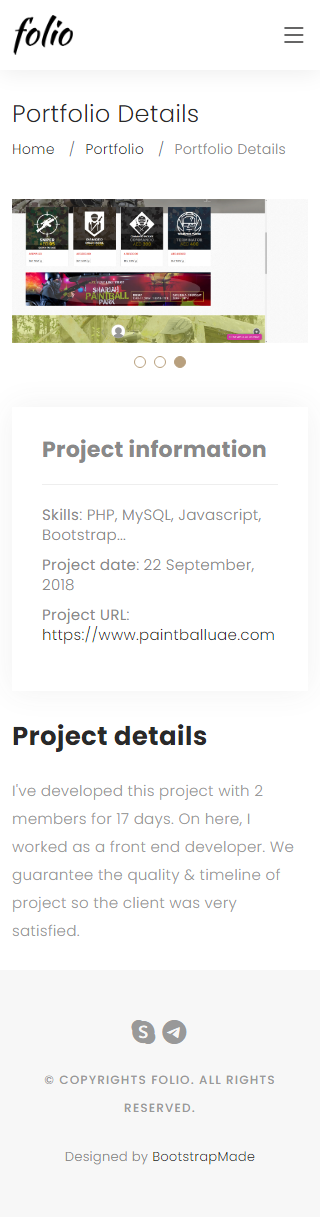 folio
Portfolio Details
Home / Portfolio / Portfolio Details
SHARJAH
PAINTBALL
PARK
Project information
Skills: PHP, MySQL, Javascript,
Bootstrap...
Project date: 22 September,
2018
Project URL:
https://www.paintballuae.com
Project details
I've developed this project with 2
members for 17 days. On here, I
worked as a front end developer. We
guarantee the quality & timeline of
project so the client was very
satisfied.
© COPYRIGHTS FOLIO. ALL RIGHTS
RESERVED.
Designed by BootstrapMade